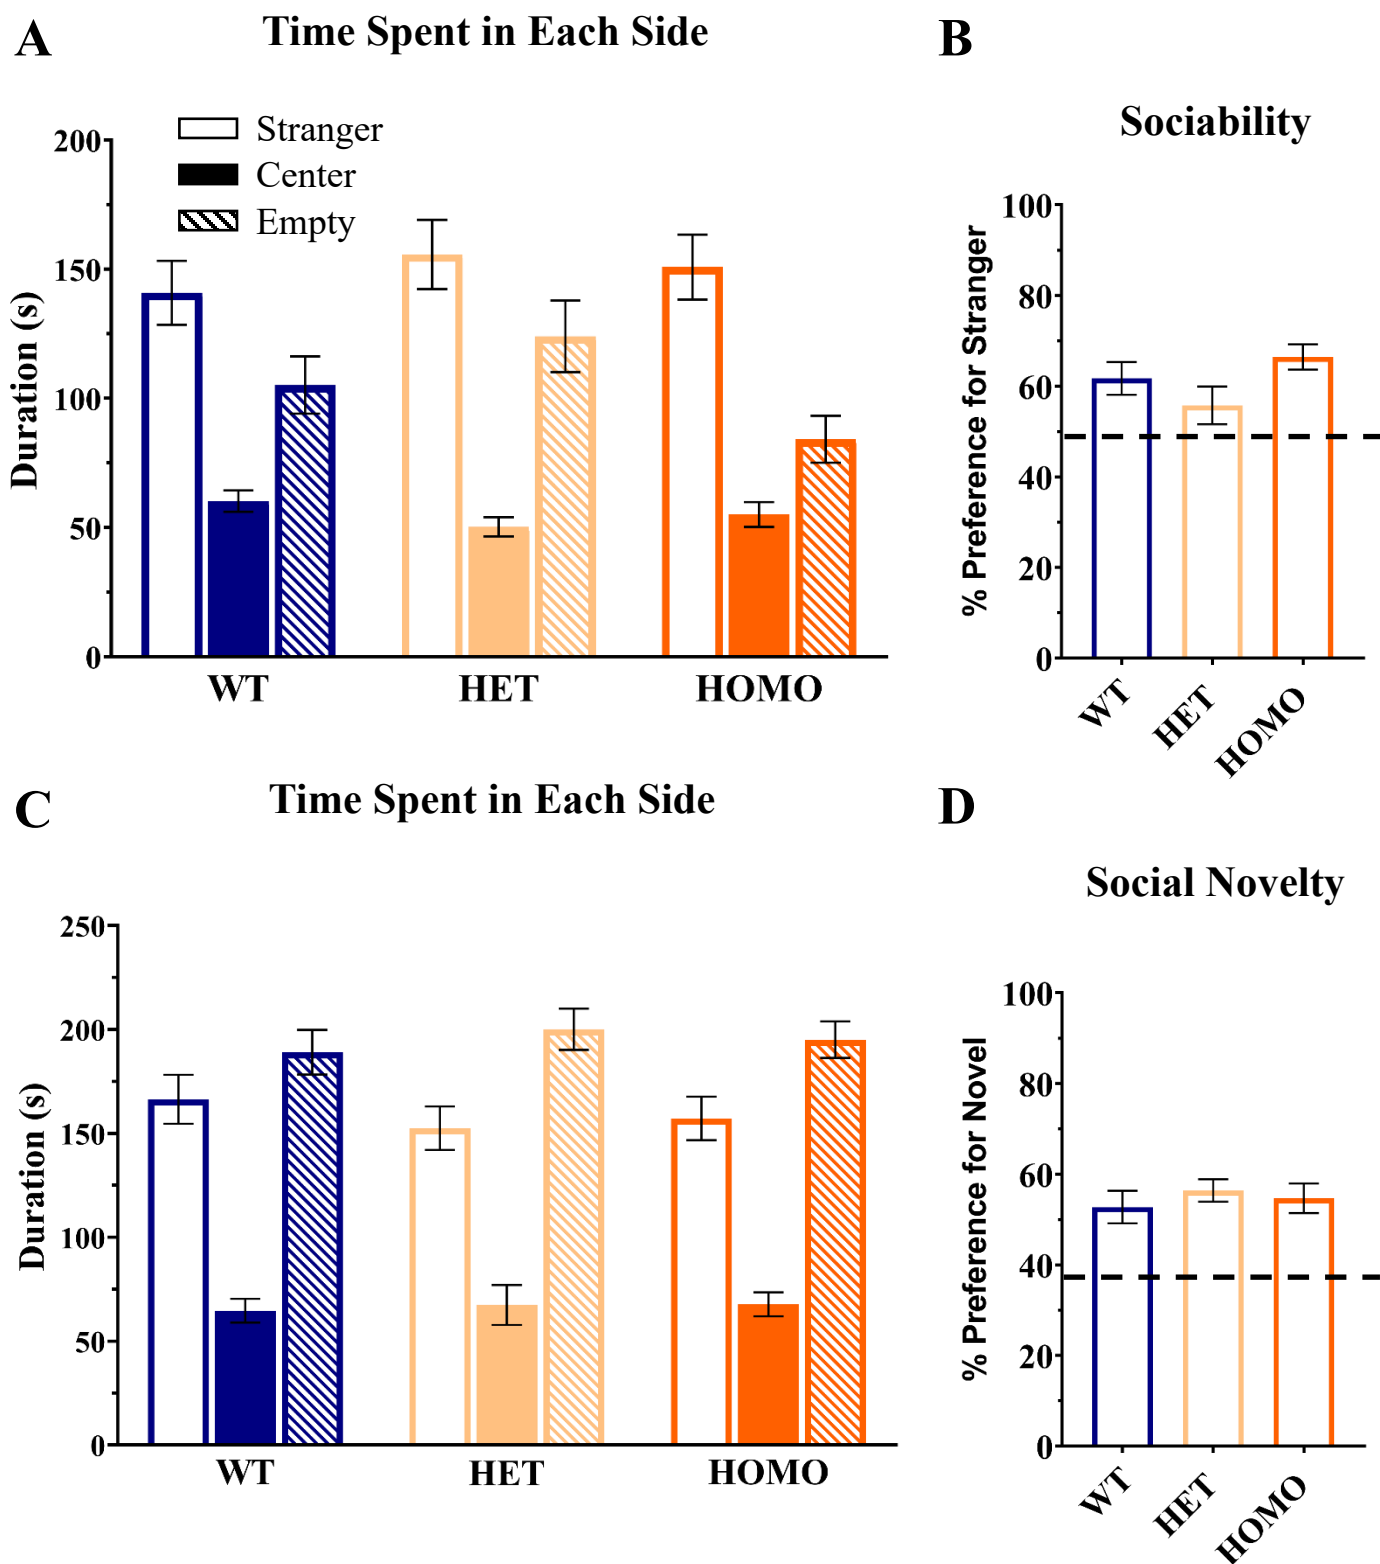 A
Time Spent in Each Side
Stranger
Center
Empty
Duration (s)
200
150
100
50
0
WT
HET
HOMO
B
Sociability
% Preference for Stranger
100
80
60
40
20
0
WT
HET
HOMO
C
Time Spent in Each Side
Duration (s)
250
200
150
100
50
0
WT
HET
HOMO
D
Social Novelty
% Preference for Novel
100
80
60
40
20
0
WT
HET
HOMO